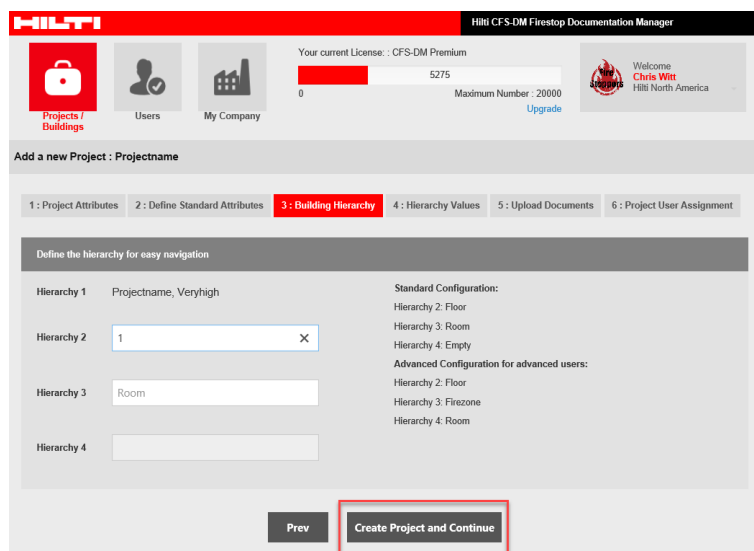 HILTI
Hilti CFS-DM Firestop Documentation Manager
Projects /
Buildings
Users
My Company
Your current License: : CFS-DM Premium
5275
0 Maximum Number : 20000
Upgrade
Fire
Stoppers
Welcome
Chris Witt
Hilti North America
Add a new Project : Projectname
1 : Project Attributes 2 : Define Standard Attributes 3 : Building Hierarchy 4 : Hierarchy Values 5 : Upload Documents 6 : Project User Assignment
Define the hierarchy for easy navigation
Hierarchy 1 Projectname, Veryhigh
Hierarchy 2 1
Hierarchy 3 Room
Hierarchy 4
Standard Configuration:
Hierarchy 2: Floor
Hierarchy 3: Room
Hierarchy 4: Empty
Advanced Configuration for advanced users:
Hierarchy 2: Floor
Hierarchy 3: Firezone
Hierarchy 4: Room
Prev Create Project and Continue